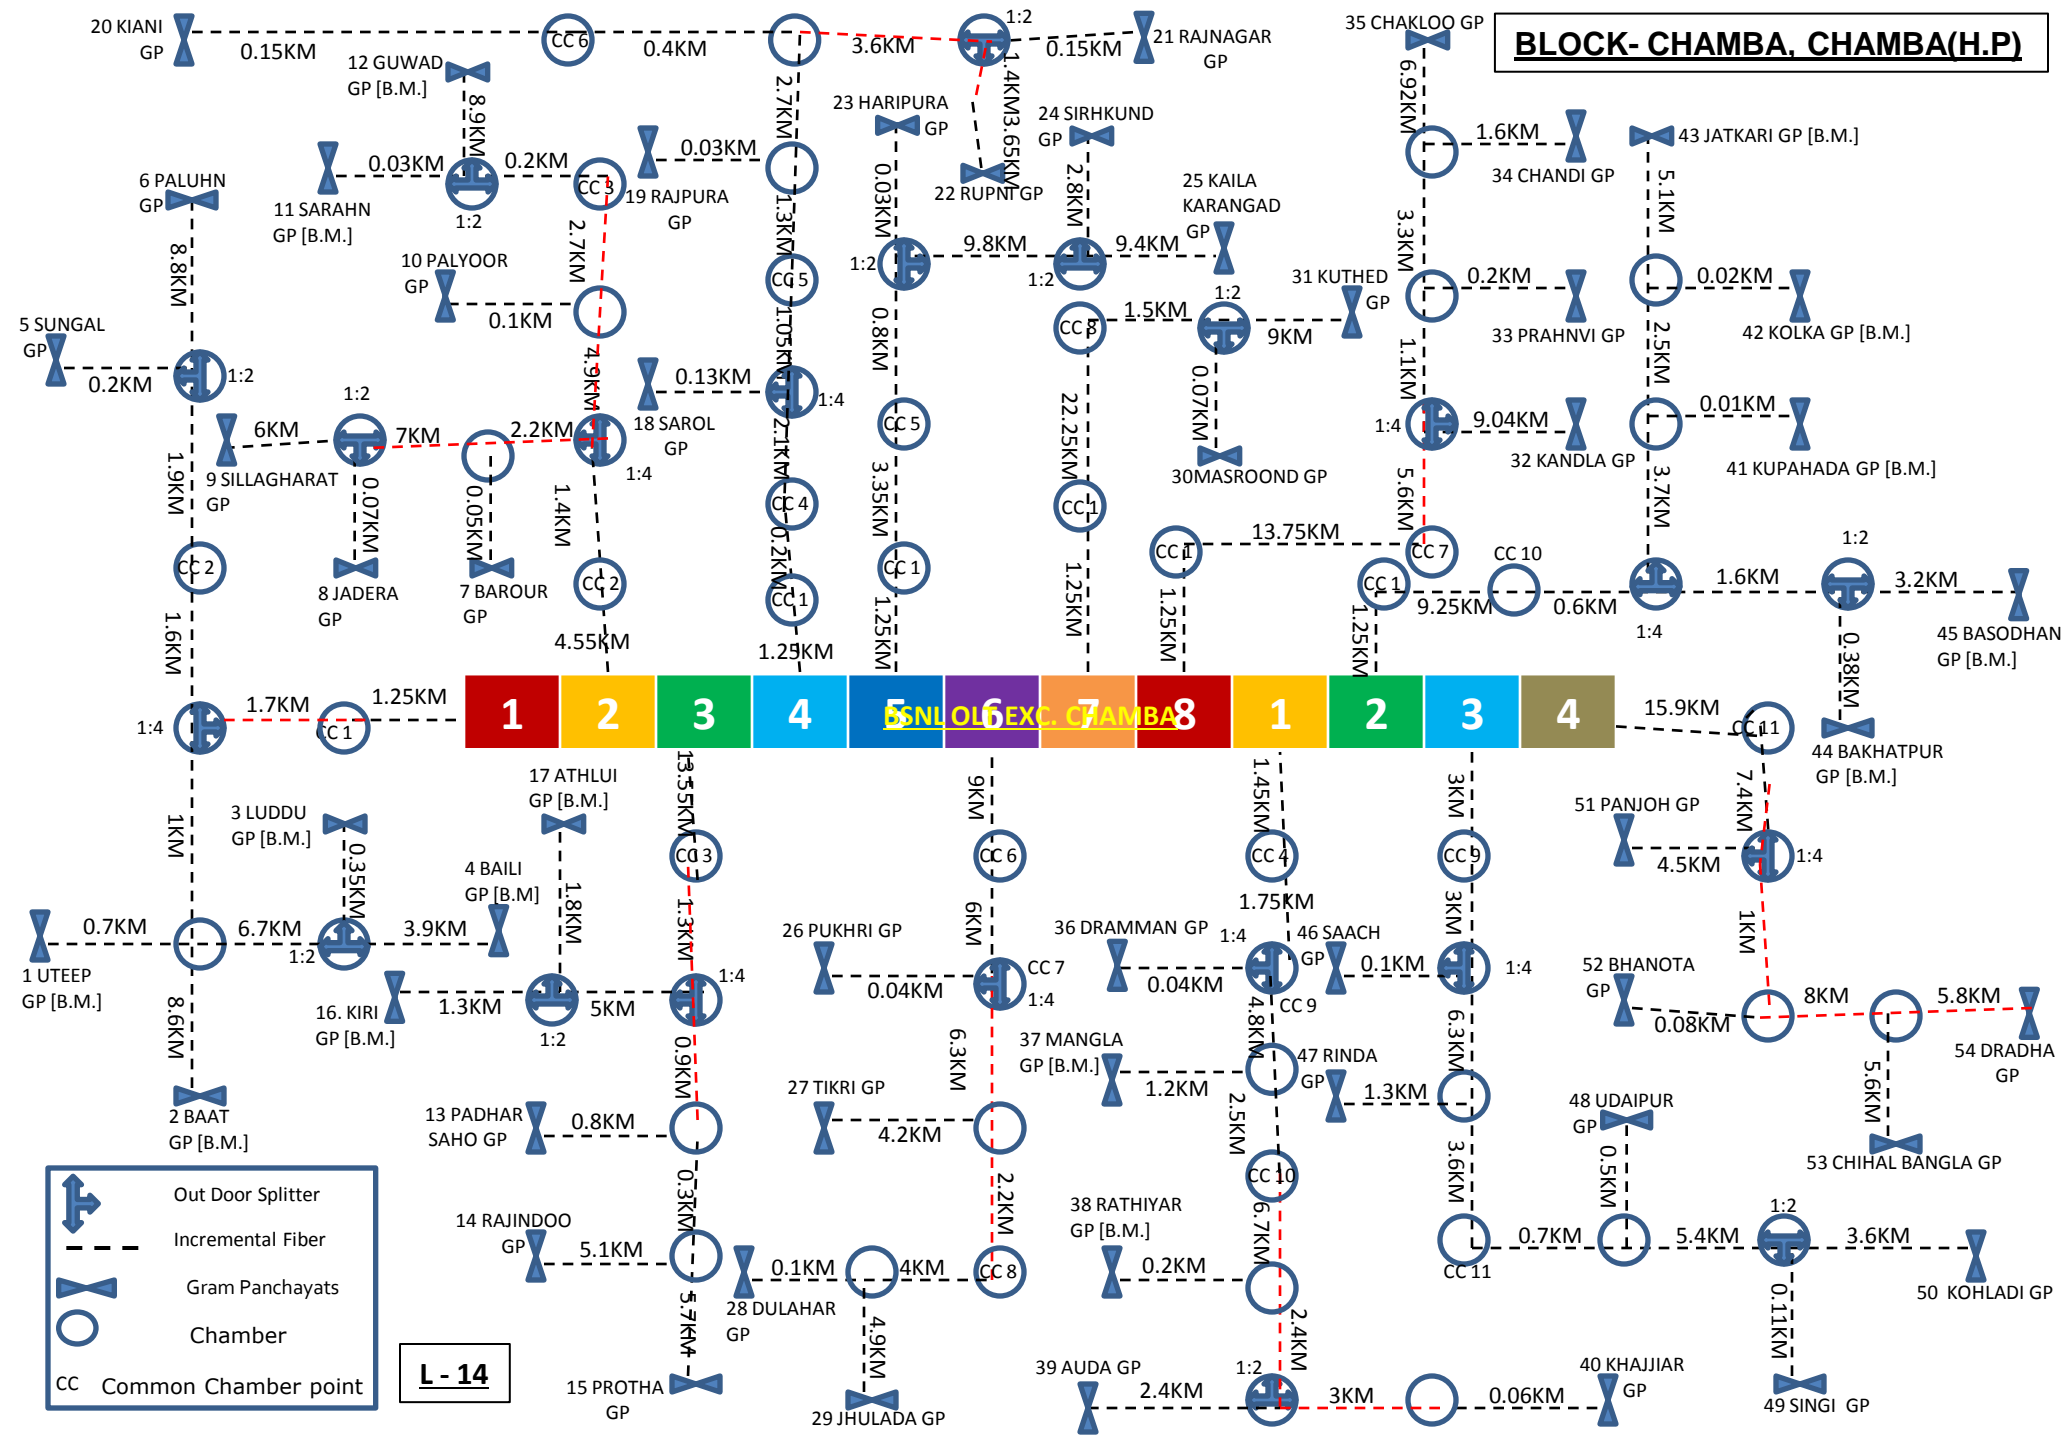 BLOCK- CHAMBA, CHAMBA(H.P)
20 KIANI
GP
0.15KM
CC 6
0.4KM
3.6KM
1:2
0.15KM
21 RAJNAGAR
GP
35 CHAKLOO GP
12 GUWAD
GP [B.M.]
8.9KM
2.7KM
1.4KM
3.65KM
22 RUPNI GP
23 HARIPURA
GP
0.03KM
24 SIRHKUND
GP
2.8KM
6.92KM
1.6KM
34 CHANDI GP
43 JATKARI GP [B.M.]
5.1KM
6 PALUHN
GP
8.8KM
11 SARAHN
GP [B.M.]
0.03KM
1:2
0.2KM
CC 3
2.7KM
19 RAJPURA
GP
0.03KM
1.3KM
25 KAILA
KARANGAD
GP
1:2
9.8KM
1:2
9.4KM
3.3KM
10 PALYOOR
GP
0.1KM
CC 5
1.05KM
0.8KM
CC 8
1.5KM
1:2
9KM
31 KUTHED
GP
0.2KM
33 PRAHNVI GP
1.1KM
0.02KM
42 KOLKA GP [B.M.]
2.5KM
5 SUNGAL
GP
0.2KM
1:2
1.9KM
4.9KM
18 SAROL
GP
0.13KM
1:4
2.1KM
CC 5
3.35KM
22.25KM
0.07KM
30MASROOND GP
1:4
9.04KM
32 KANDLA GP
5.6KM
0.01KM
41 KUPAHADA GP [B.M.]
3.7KM
9 SILLAGHARAT
GP
6KM
1:2
7KM
2.2KM
1:4
0.07KM
8 JADERA
GP
0.05KM
7 BAROUR
GP
1.4KM
CC 2
4.55KM
CC 4
0.2KM
CC 1
1.25KM
CC 1
1.25KM
CC 1
1.25KM
CC 1
13.75KM
1.25KM
CC 7
CC 1
9.25KM
1.25KM
CC 10
0.6KM
1:4
1.6KM
1:2
3.2KM
45 BASODHAN
GP [B.M.]
0.38KM
44 BAKHATPUR
GP [B.M.]
CC 2
1.6KM
1:4
1.7KM
CC 1
1.25KM
1 2 3 4 5 6 7 8 1 2 3 4
BSNL OLT EXC. CHAMBA
15.9KM
CC 11
7.4KM
1KM
3 LUDDU
GP [B.M.]
0.35KM
4 BAILI
GP [B.M]
1 UTEEP
GP [B.M.]
0.7KM
6.7KM
1:2
3.9KM
8.6KM
2 BAAT
GP [B.M.]
17 ATHLUI
GP [B.M.]
1.8KM
13.55KM
CC 3
1.3KM
16. KIRI
GP [B.M.]
1.3KM
1:2
5KM
1:4
0.9KM
13 PADHAR
SAHO GP
0.8KM
0.3KM
14 RAJINDOO
GP
5.1KM
5.7KM
15 PROTHA
GP
9KM
CC 6
6KM
26 PUKHRI GP
0.04KM
CC 7
1:4
6.3KM
27 TIKRI GP
4.2KM
2.2KM
CC 8
4KM
0.1KM
28 DULAHAR
GP
4.9KM
29 JHULADA GP
1.45KM
CC 4
1.75KM
36 DRAMMAN GP
0.04KM
1:4
CC 9
4.8KM
37 MANGLA
GP [B.M.]
1.2KM
2.5KM
CC 10
6.7KM
38 RATHIYAR
GP [B.M.]
0.2KM
2.4KM
39 AUDA GP
2.4KM
1:2
3KM
0.06KM
40 KHAJJIAR
GP
3KM
CC 9
3KM
46 SAACH
GP
0.1KM
1:4
6.3KM
47 RINDA
GP
1.3KM
3.6KM
CC 11
0.7KM
48 UDAIPUR
GP
0.5KM
5.4KM
1:2
3.6KM
50 KOHLADI GP
0.11KM
49 SINGI GP
51 PANJOH GP
4.5KM
1:4
1KM
52 BHANOTA
GP
0.08KM
8KM
5.8KM
54 DRADHA
GP
5.6KM
53 CHIHAL BANGLA GP
Out Door Splitter
Incremental Fiber
Gram Panchayats
Chamber
CC Common Chamber point
L - 14